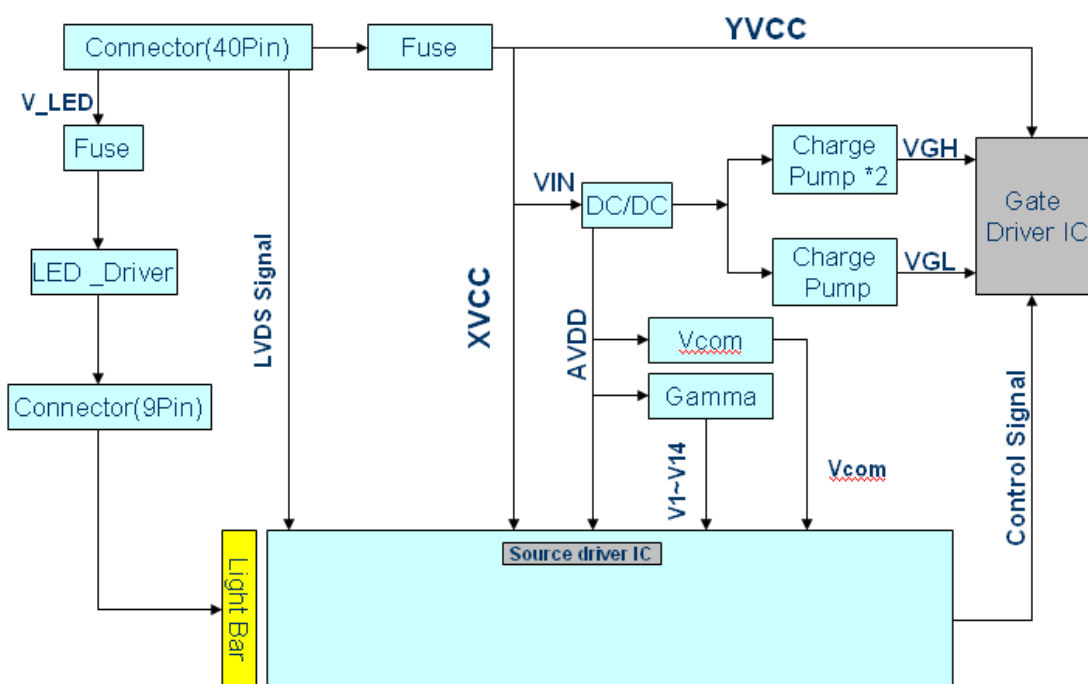 Connector(40Pin)
Fuse
YVCC
V_LED
Fuse
Charge
Pump *2
VGH
VIN
DC/DC
Gate
Driver IC
LED _Driver
LVDS Signal
XVCC
Charge
Pump
VGL
AVDD
Vcom
Gamma
Connector(9Pin)
V1~V14
Vcom
Control Signal
Source driver IC
Light Bar